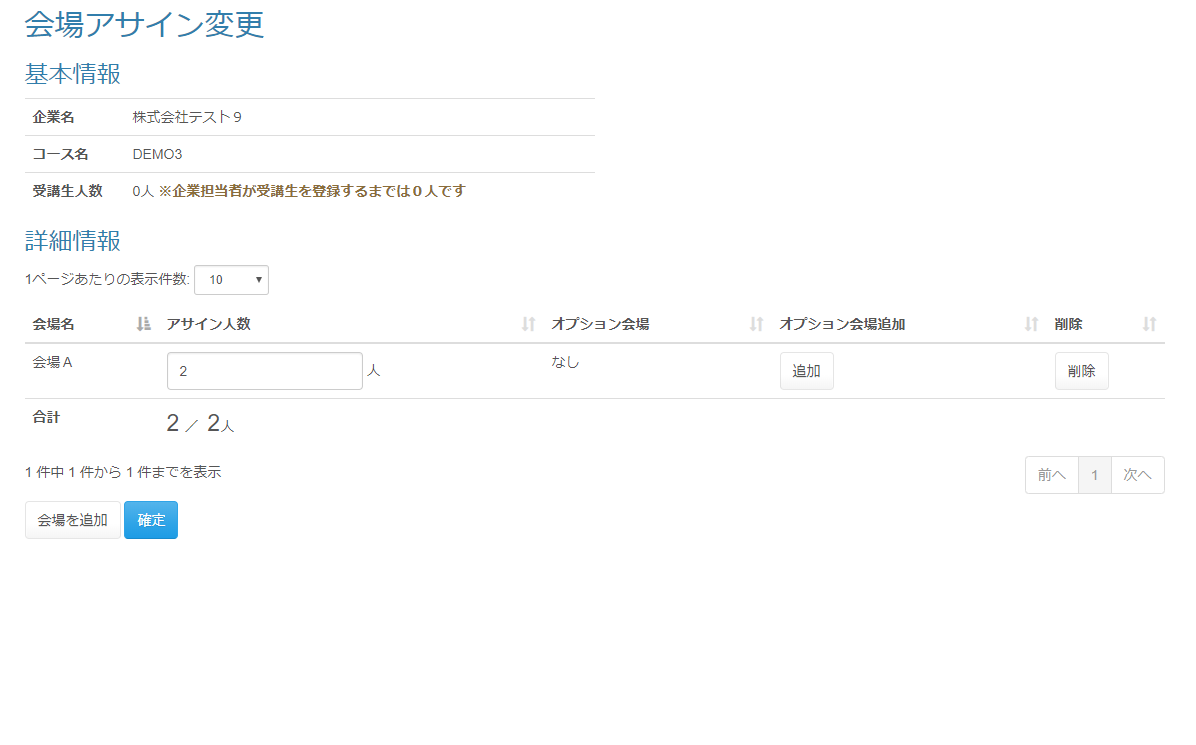 会場アサイン変更
基本情報
企業名 株式会社テスト９
コース名 DEMO3
受講生人数 0人 ※企業担当者が受講生を登録するまでは０人です
詳細情報
1ページあたりの表示件数: 10
会場名 アサイン人数 オプション会場 オプション会場追加 削除
会場Ａ 2 人 なし 追加 削除
合計 2 ／ 2人
1 件中 1 件から 1 件までを表示 前へ 1 次へ
会場を追加 確定